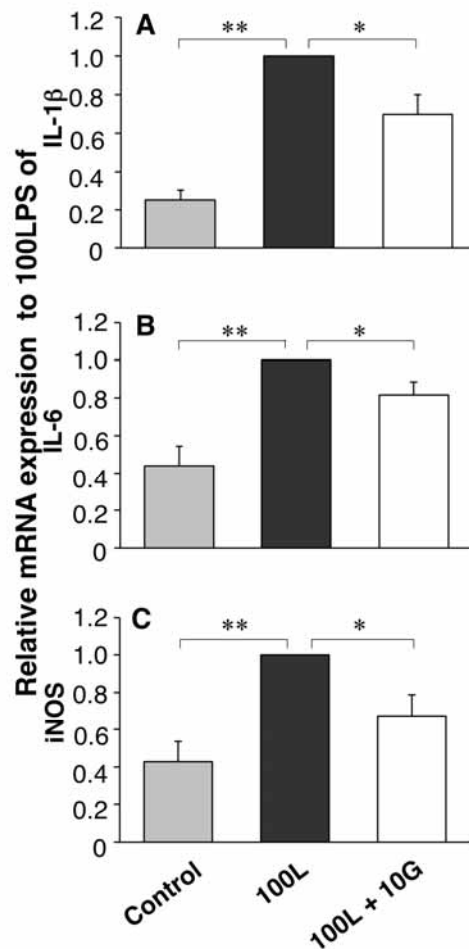 Relative mRNA expression to 100LPS of
A
IL-1β
1.2
1.0
0.8
0.6
0.4
0.2
0
** *
B
IL-6
1.2
1.0
0.8
0.6
0.4
0.2
0
** *
C
iNOS
1.2
1.0
0.8
0.6
0.4
0.2
0
** *
Control
100L
100L + 10G